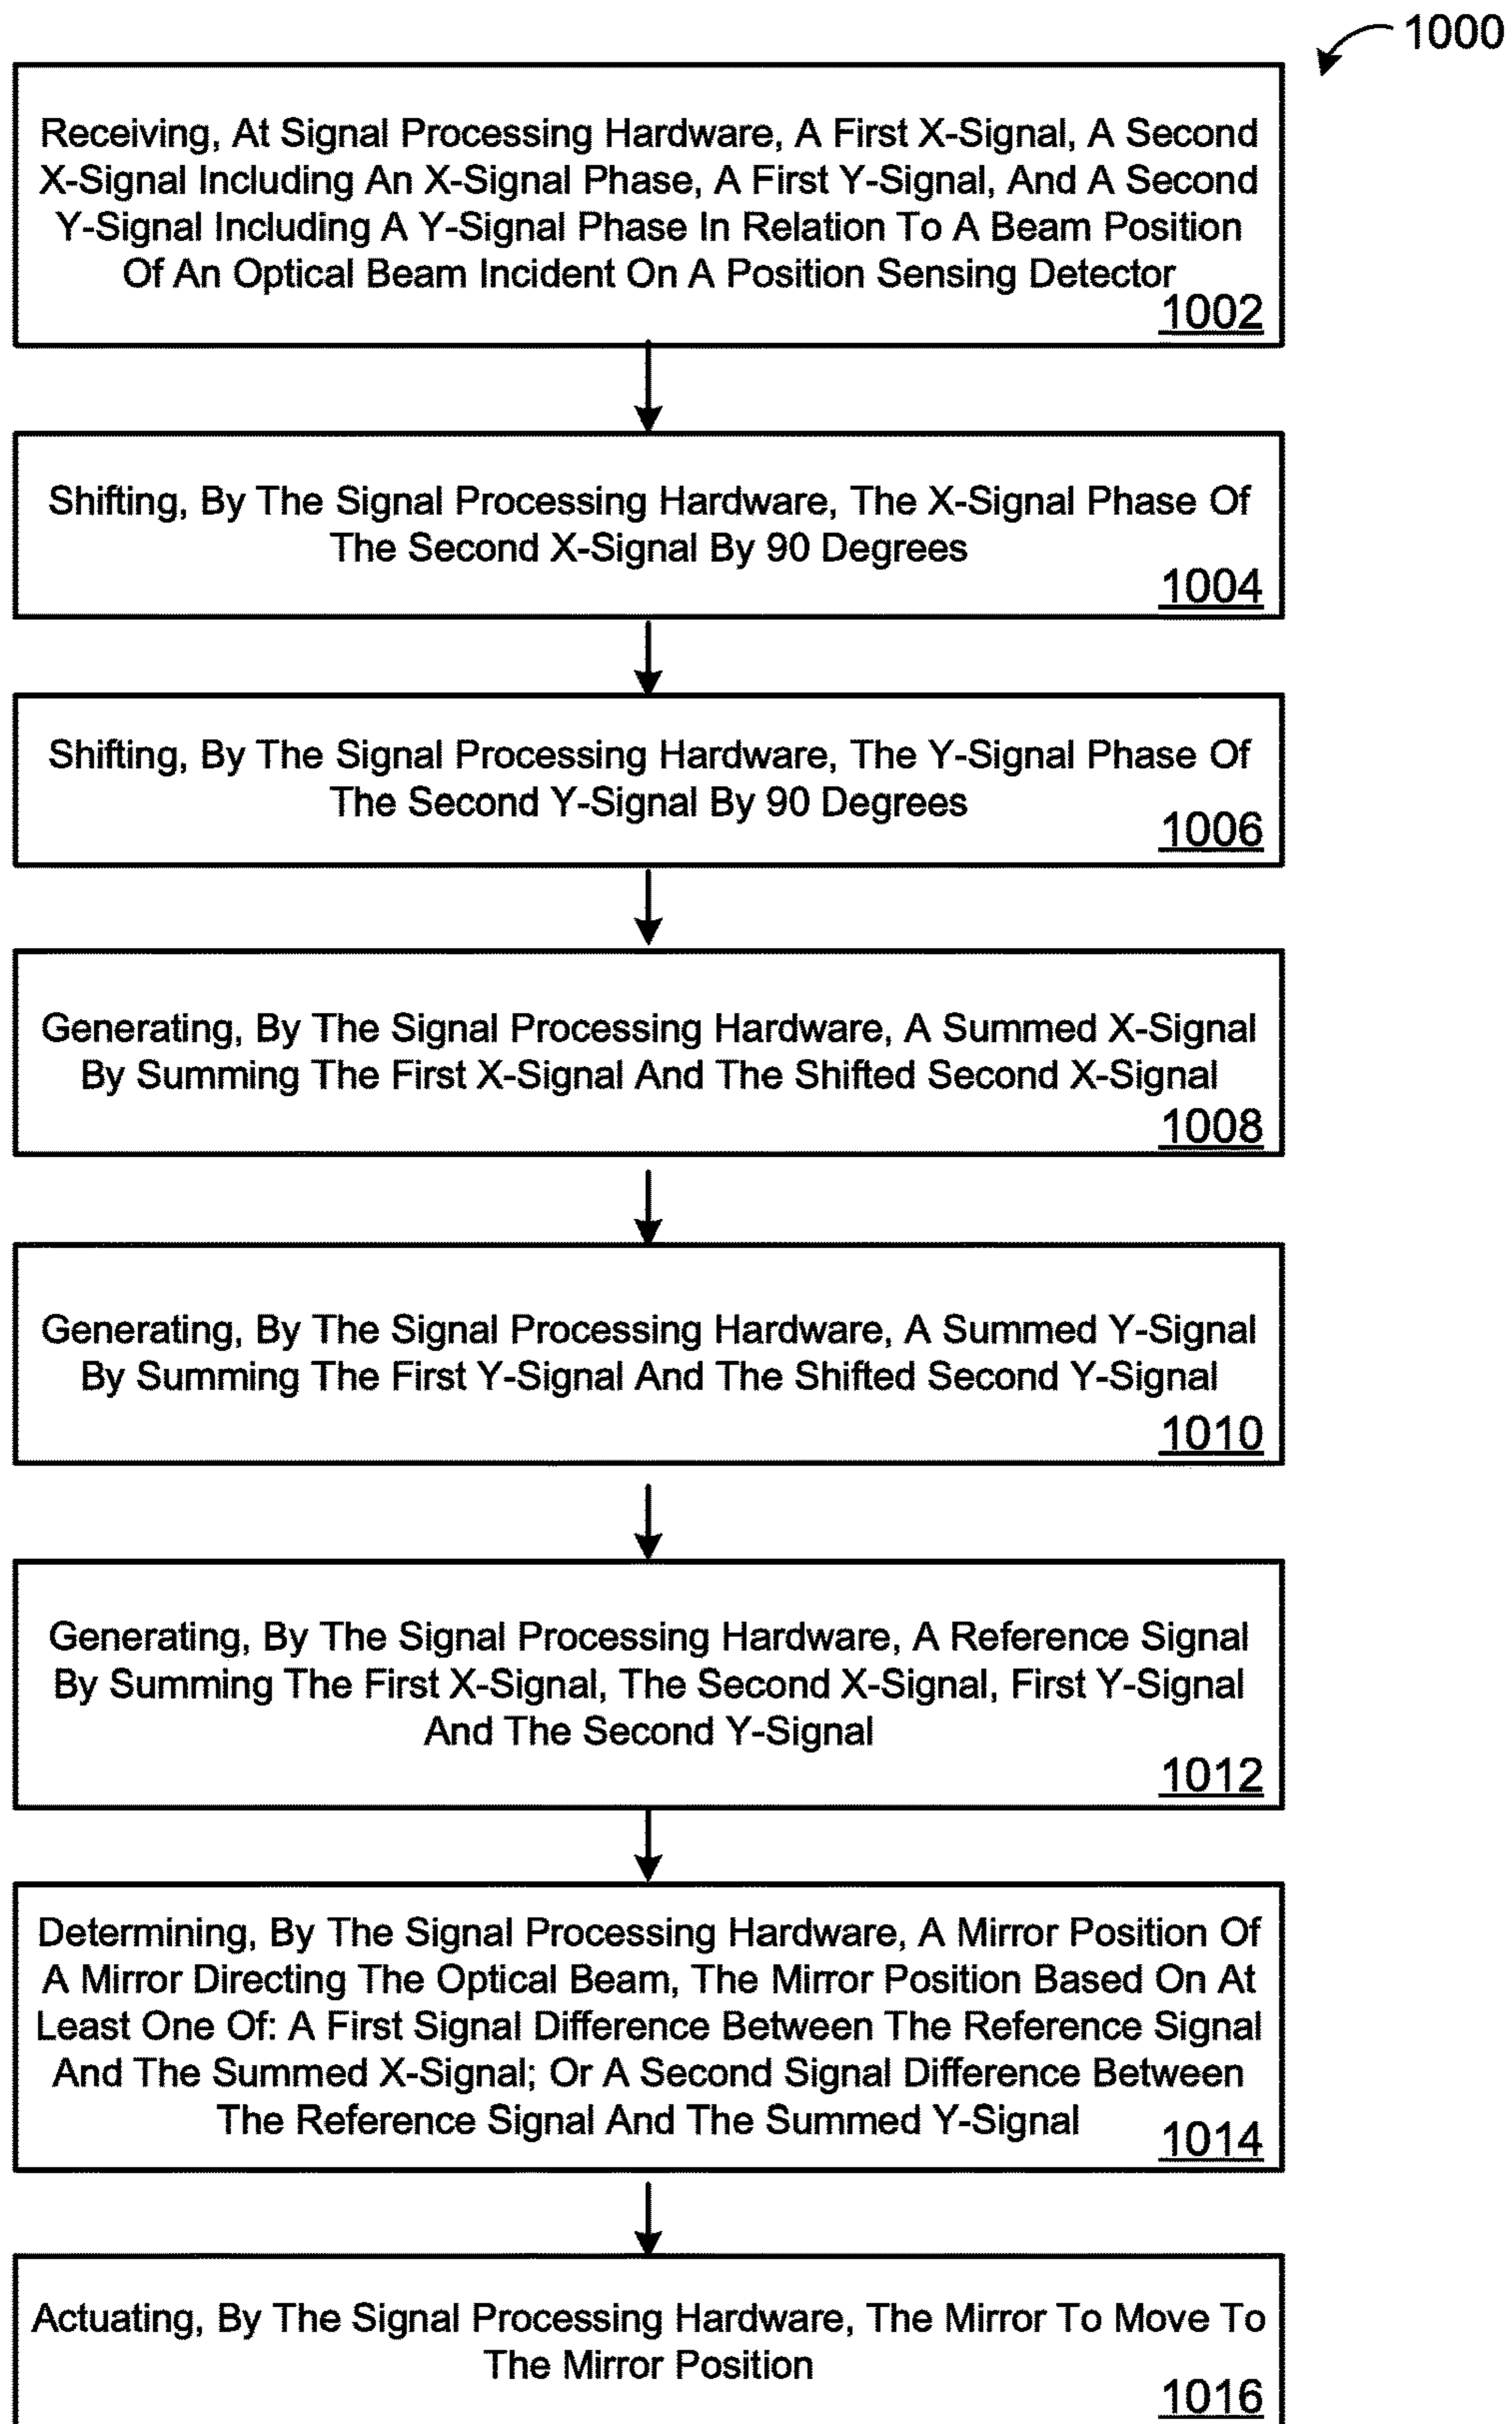 1000
Receiving, At Signal Processing Hardware, A First X-Signal, A Second
X-Signal Including An X-Signal Phase, A First Y-Signal, And A Second
Y-Signal Including A Y-Signal Phase In Relation To A Beam Position
Of An Optical Beam Incident On A Position Sensing Detector
1002
Shifting, By The Signal Processing Hardware, The X-Signal Phase Of
The Second X-Signal By 90 Degrees
1004
Shifting, By The Signal Processing Hardware, The Y-Signal Phase Of
The Second Y-Signal By 90 Degrees
1006
Generating, By The Signal Processing Hardware, A Summed X-Signal
By Summing The First X-Signal And The Shifted Second X-Signal
1008
Generating, By The Signal Processing Hardware, A Summed Y-Signal
By Summing The First Y-Signal And The Shifted Second Y-Signal
1010
Generating, By The Signal Processing Hardware, A Reference Signal
By Summing The First X-Signal, The Second X-Signal, First Y-Signal
And The Second Y-Signal
1012
Determining, By The Signal Processing Hardware, A Mirror Position Of
A Mirror Directing The Optical Beam, The Mirror Position Based On At
Least One Of: A First Signal Difference Between The Reference Signal
And The Summed X-Signal; Or A Second Signal Difference Between
The Reference Signal And The Summed Y-Signal
1014
Actuating, By The Signal Processing Hardware, The Mirror To Move To
The Mirror Position
1016